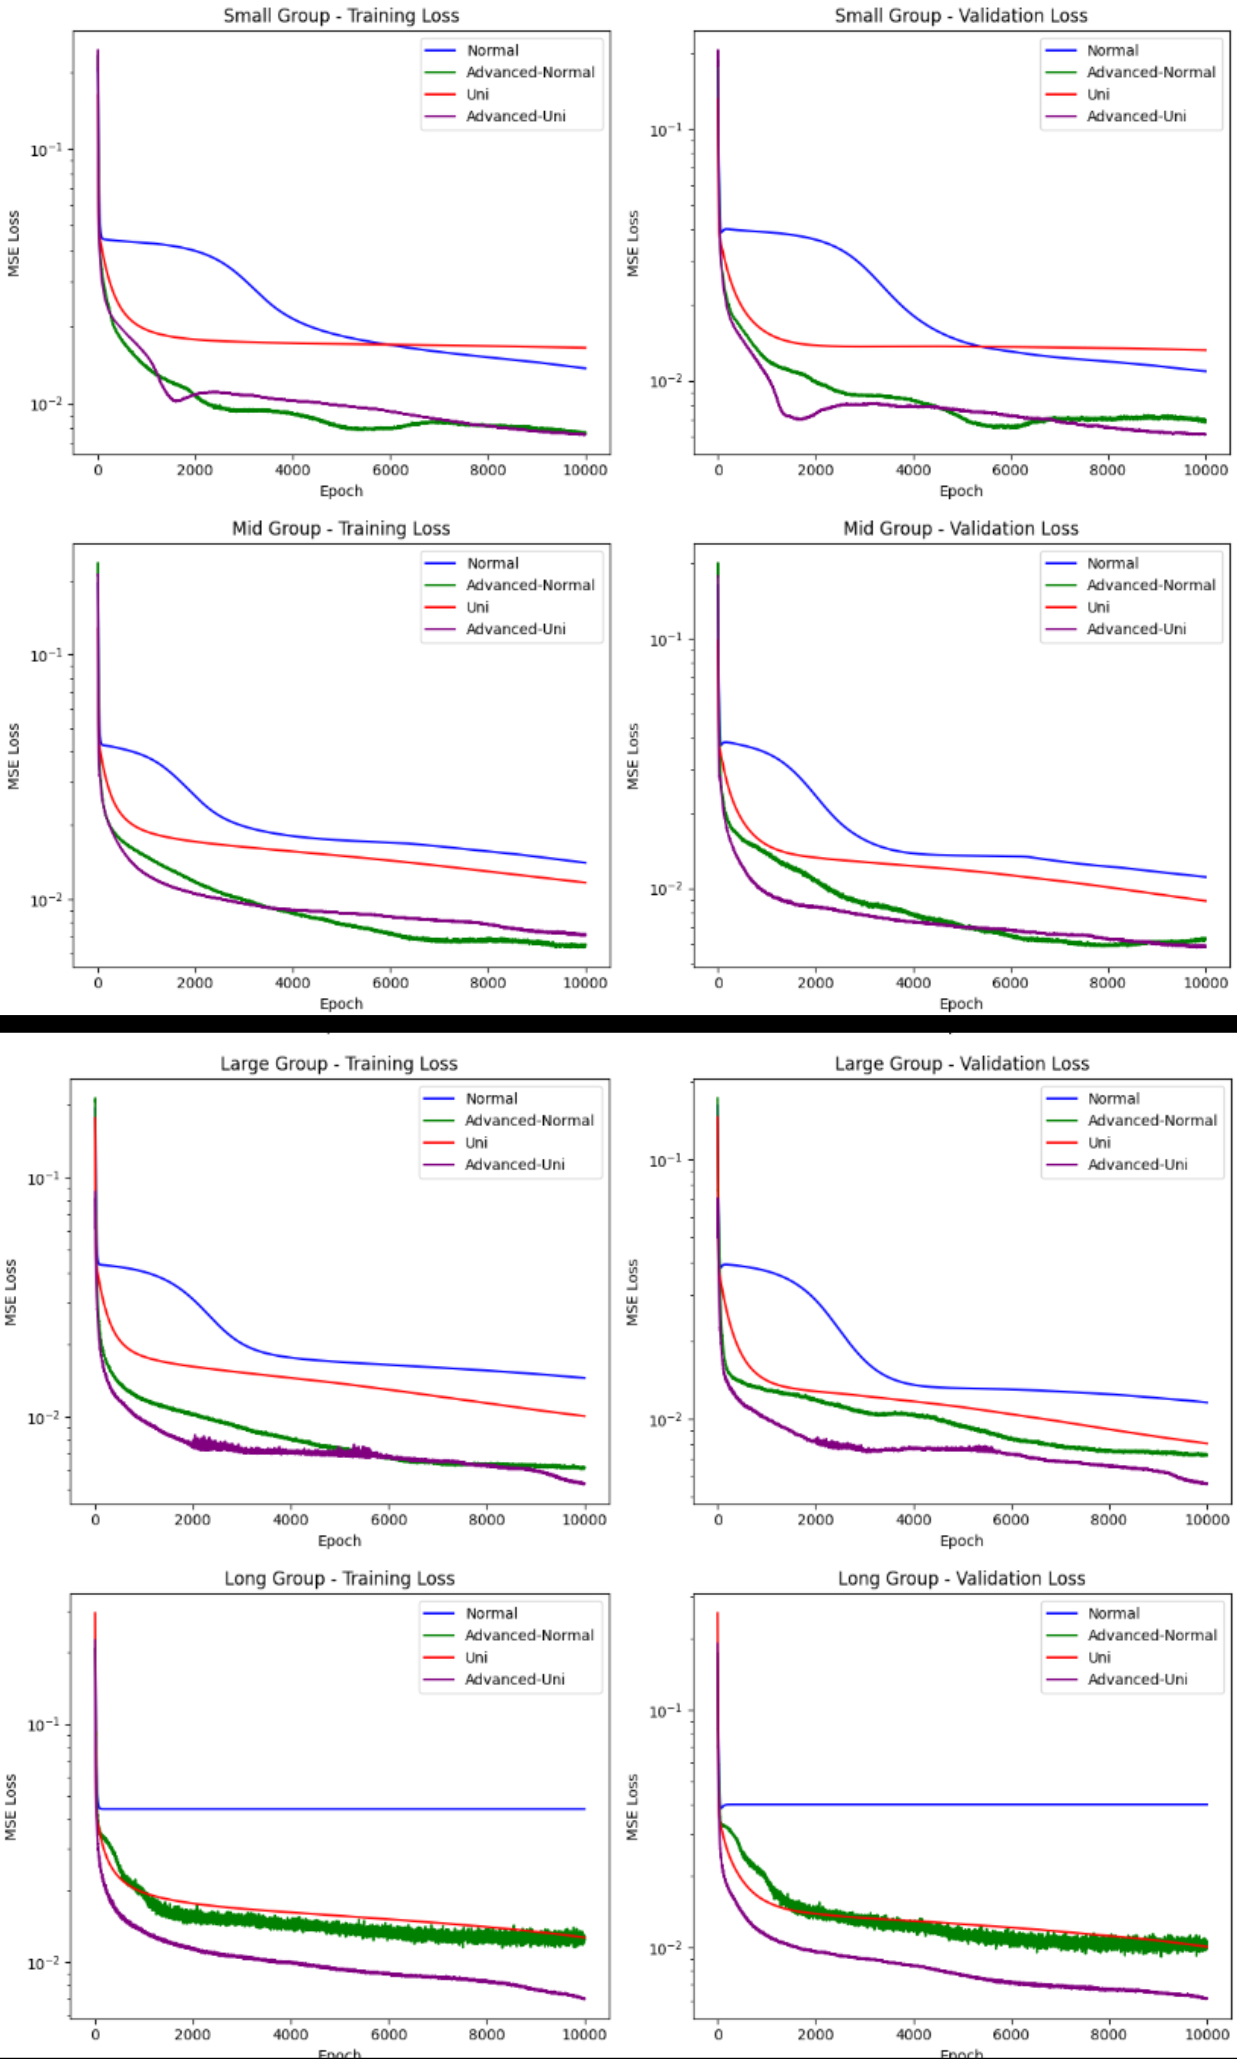 Small Group - Training Loss
Normal
Advanced-Normal
Uni
Advanced-Uni
10⁻¹
10⁻²
MSE Loss
0 2000 4000 6000 8000 10000
Epoch
Small Group - Validation Loss
Normal
Advanced-Normal
Uni
Advanced-Uni
10⁻¹
10⁻²
MSE Loss
0 2000 4000 6000 8000 10000
Epoch
Mid Group - Training Loss
Normal
Advanced-Normal
Uni
Advanced-Uni
10⁻¹
10⁻²
MSE Loss
0 2000 4000 6000 8000 10000
Epoch
Mid Group - Validation Loss
Normal
Advanced-Normal
Uni
Advanced-Uni
10⁻¹
10⁻²
MSE Loss
0 2000 4000 6000 8000 10000
Epoch
Large Group - Training Loss
Normal
Advanced-Normal
Uni
Advanced-Uni
10⁻¹
10⁻²
MSE Loss
0 2000 4000 6000 8000 10000
Epoch
Large Group - Validation Loss
Normal
Advanced-Normal
Uni
Advanced-Uni
10⁻¹
10⁻²
MSE Loss
0 2000 4000 6000 8000 10000
Epoch
Long Group - Training Loss
Normal
Advanced-Normal
Uni
Advanced-Uni
10⁻¹
10⁻²
MSE Loss
0 2000 4000 6000 8000 10000
Epoch
Long Group - Validation Loss
Normal
Advanced-Normal
Uni
Advanced-Uni
10⁻¹
10⁻²
MSE Loss
0 2000 4000 6000 8000 10000
Epoch